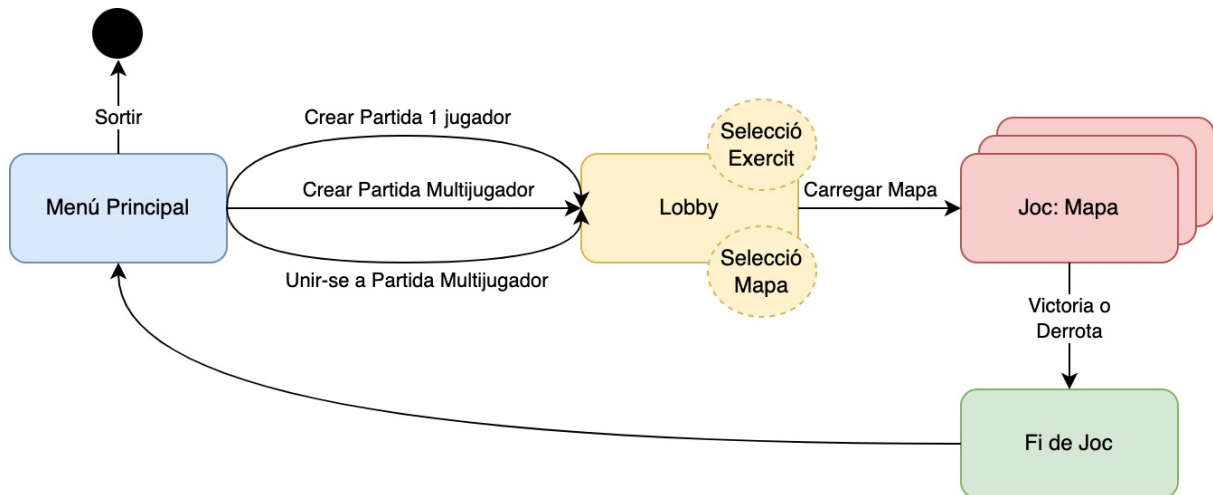 Sortir
Crear Partida 1 jugador
Selecció
Exercit
Menú Principal
Crear Partida Multijugador
Lobby
Carregar Mapa
Joc: Mapa
Unir-se a Partida Multijugador
Selecció
Mapa
Victoria o
Derrota
Fi de Joc